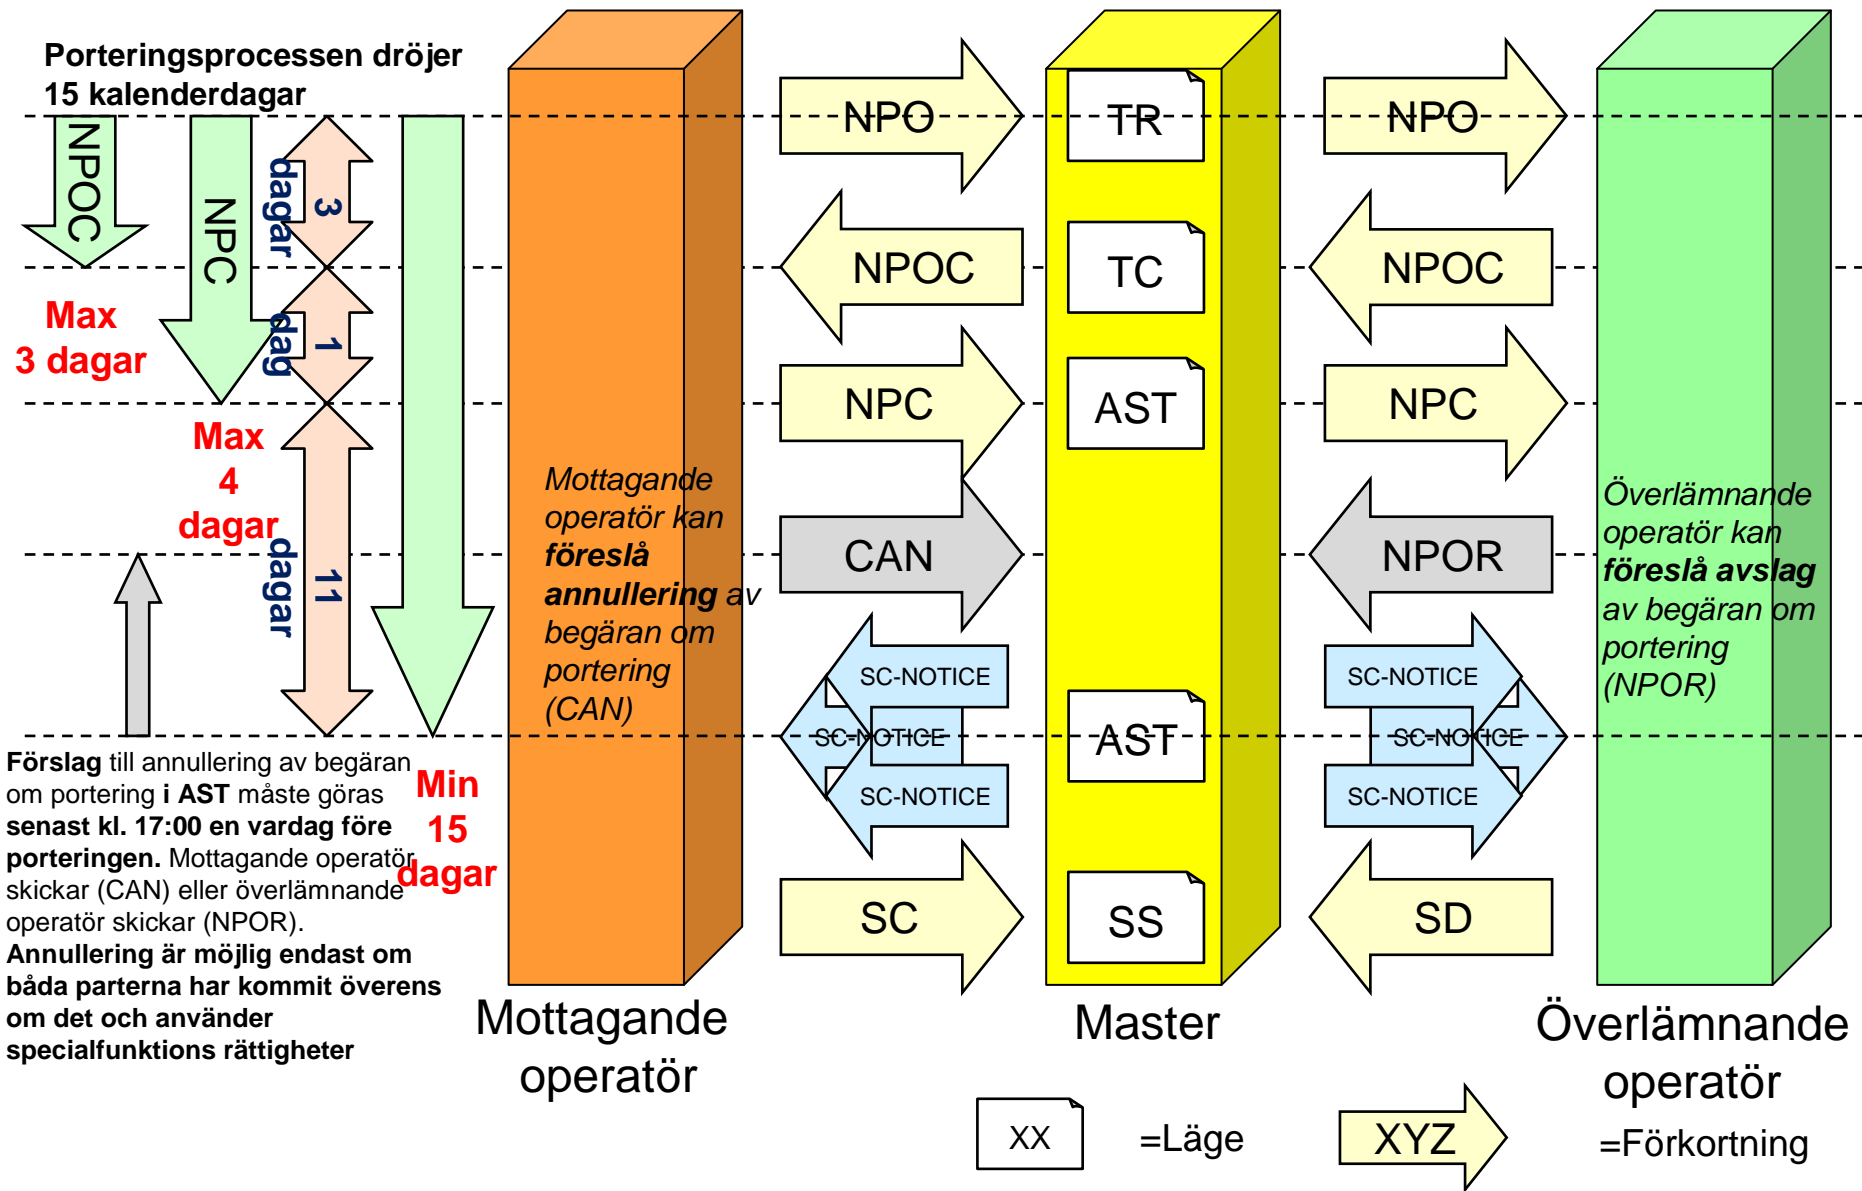 Porteringsprocessen dröjer
15 kalenderdagar
NPOC
NPC
3
dagar
1
dag
11
dagar
Max
3 dagar
Max
4
dagar
Min
15
dagar
Förslag till annullering av begäran
om portering i AST måste göras
senast kl. 17:00 en vardag före
porteringen. Mottagande operatör
skickar (CAN) eller överlämnande
operatör skickar (NPOR).
Annullering är möjlig endast om
båda parterna har kommit överens
om det och använder
specialfunktions rättigheter
Mottagande
operatör kan
föreslå
annullering av
begäran om
portering
(CAN)
Mottagande
operatör
NPO
TR
NPO
NPOC
TC
NPOC
NPC
AST
NPC
CAN
NPOR
SC-NOTICE
SC-NOTICE
SC-NOTICE
AST
SC-NOTICE
SC-NOTICE
SC-NOTICE
SC
SS
SD
Master
Överlämnande
operatör kan
föreslå avslag
av begäran om
portering
(NPOR)
Överlämnande
operatör
XX
=Läge
XYZ
=Förkortning